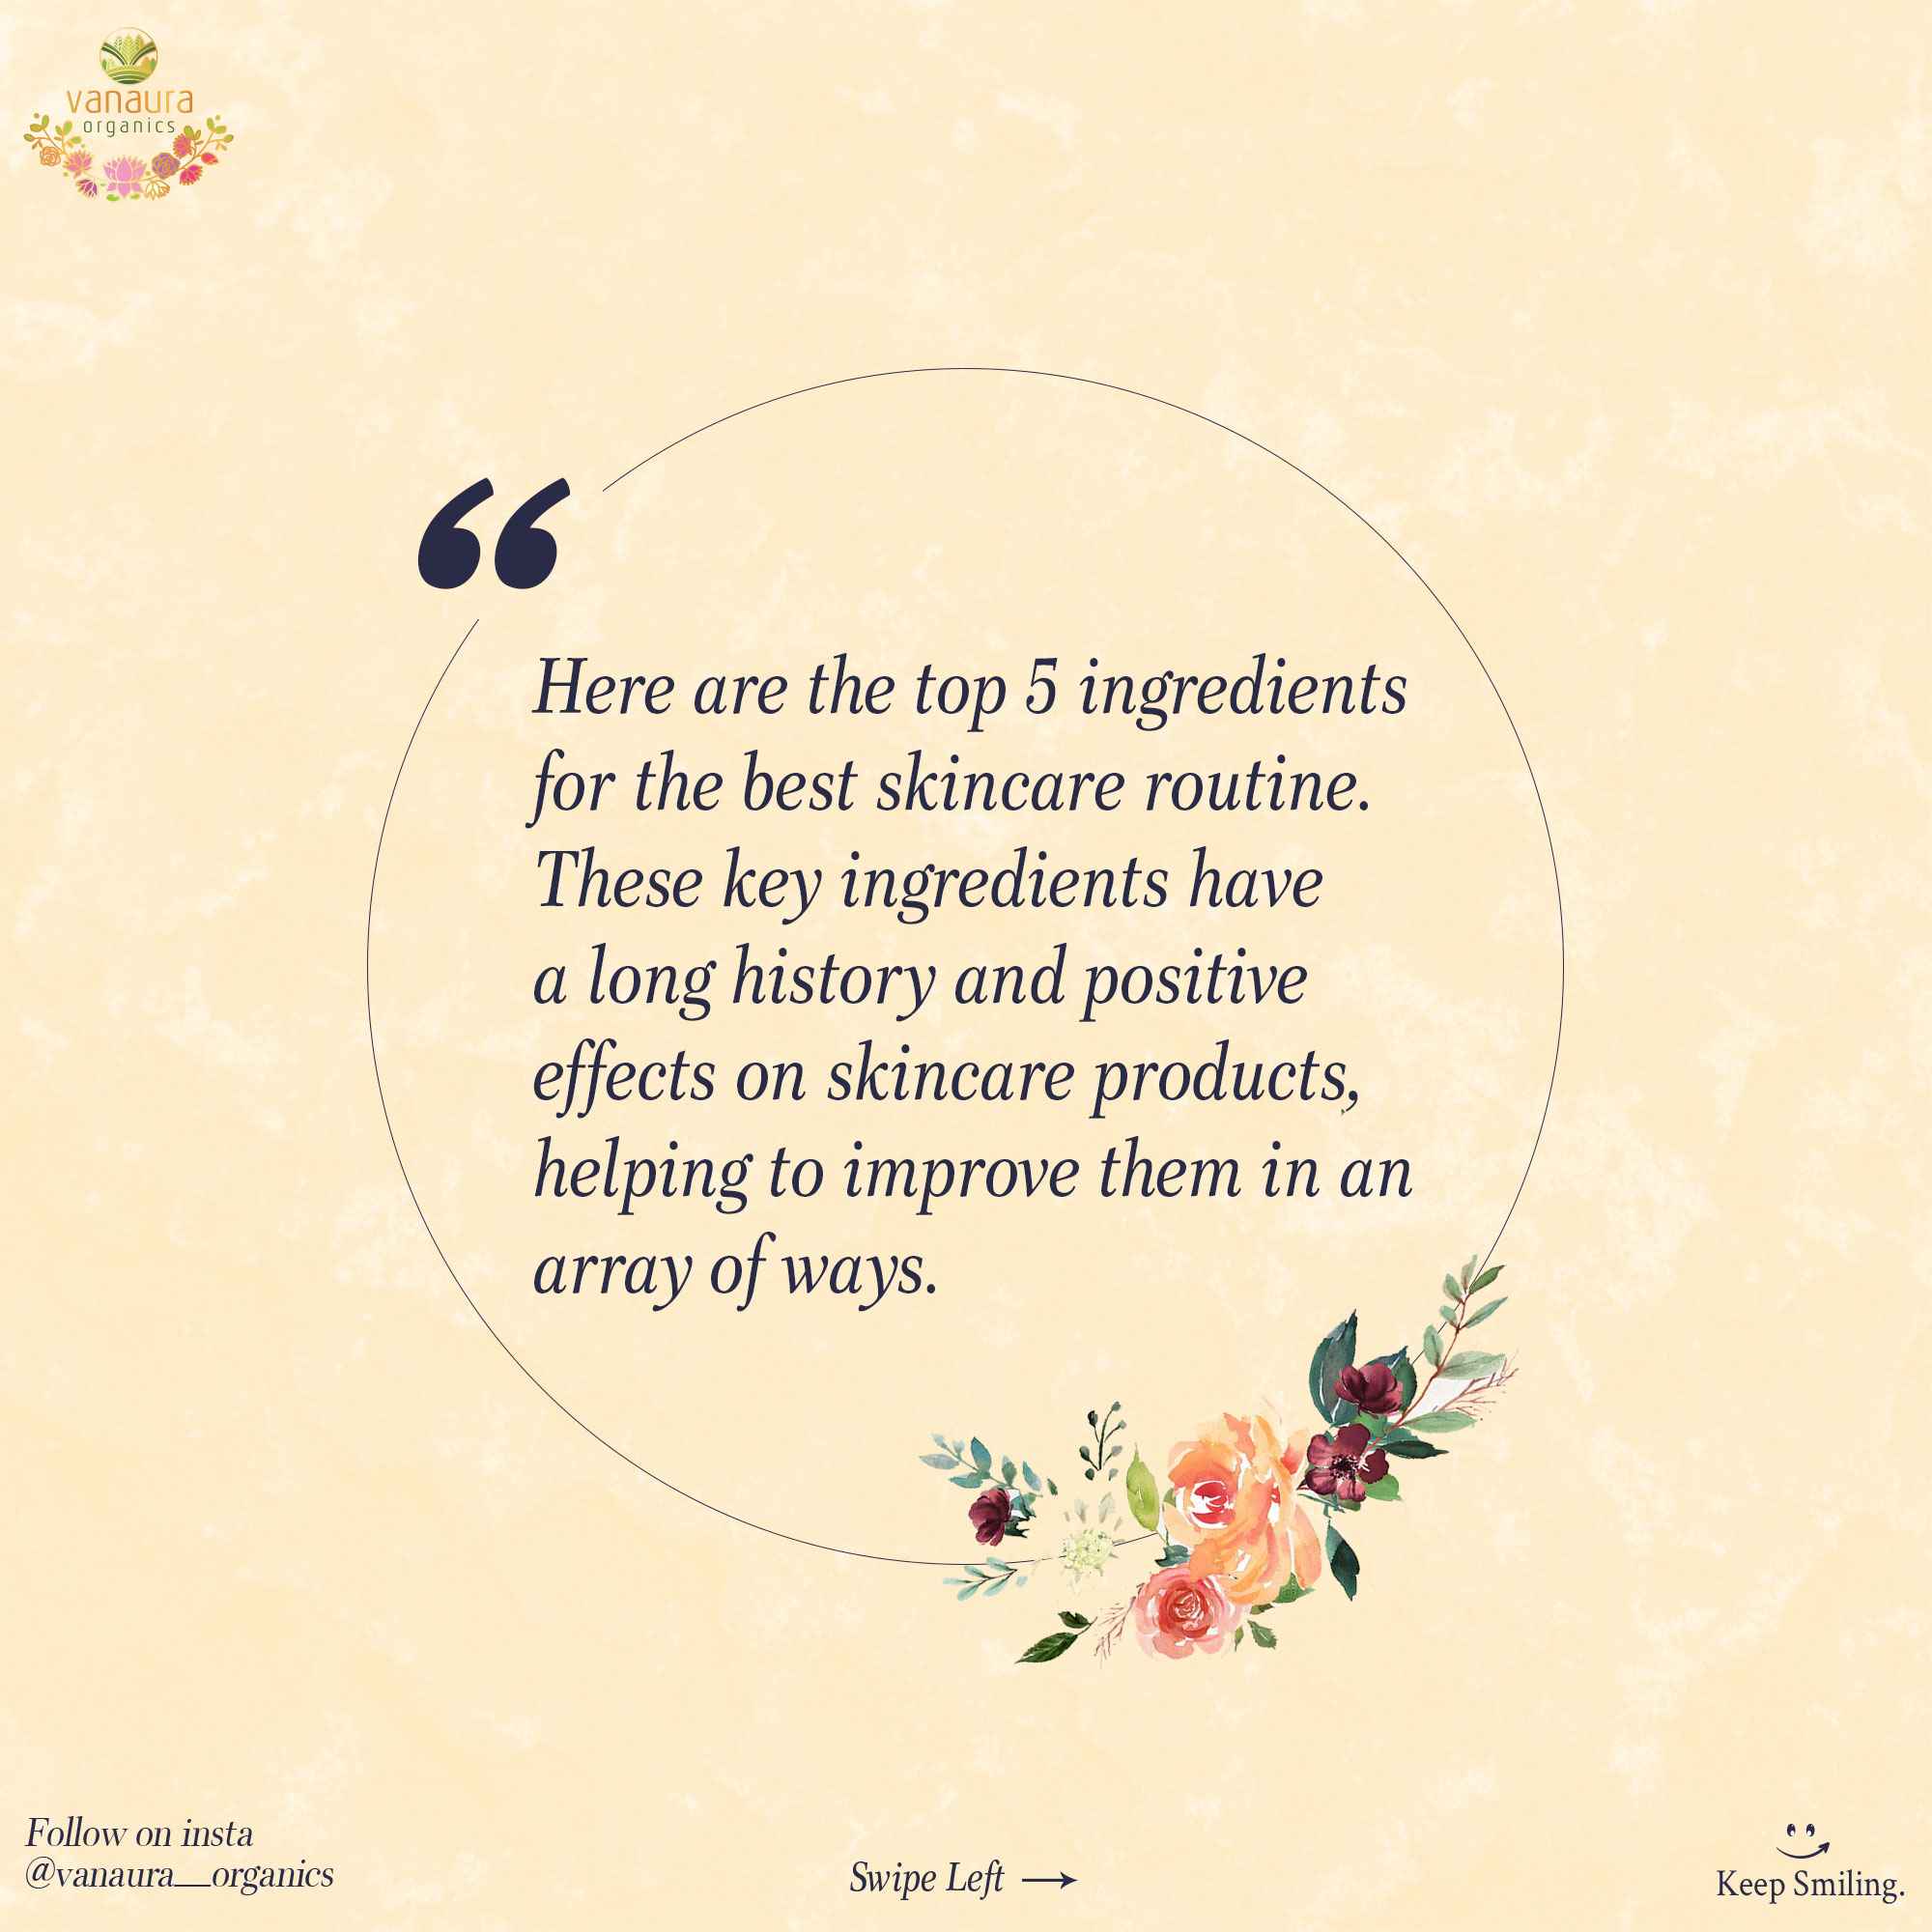 vanaura
organics
“
Here are the top 5 ingredients
for the best skincare routine.
These key ingredients have
a long history and positive
effects on skincare products,
helping to improve them in an
array of ways.
Follow on insta
@vanaura__organics
Swipe Left →
Keep Smiling.